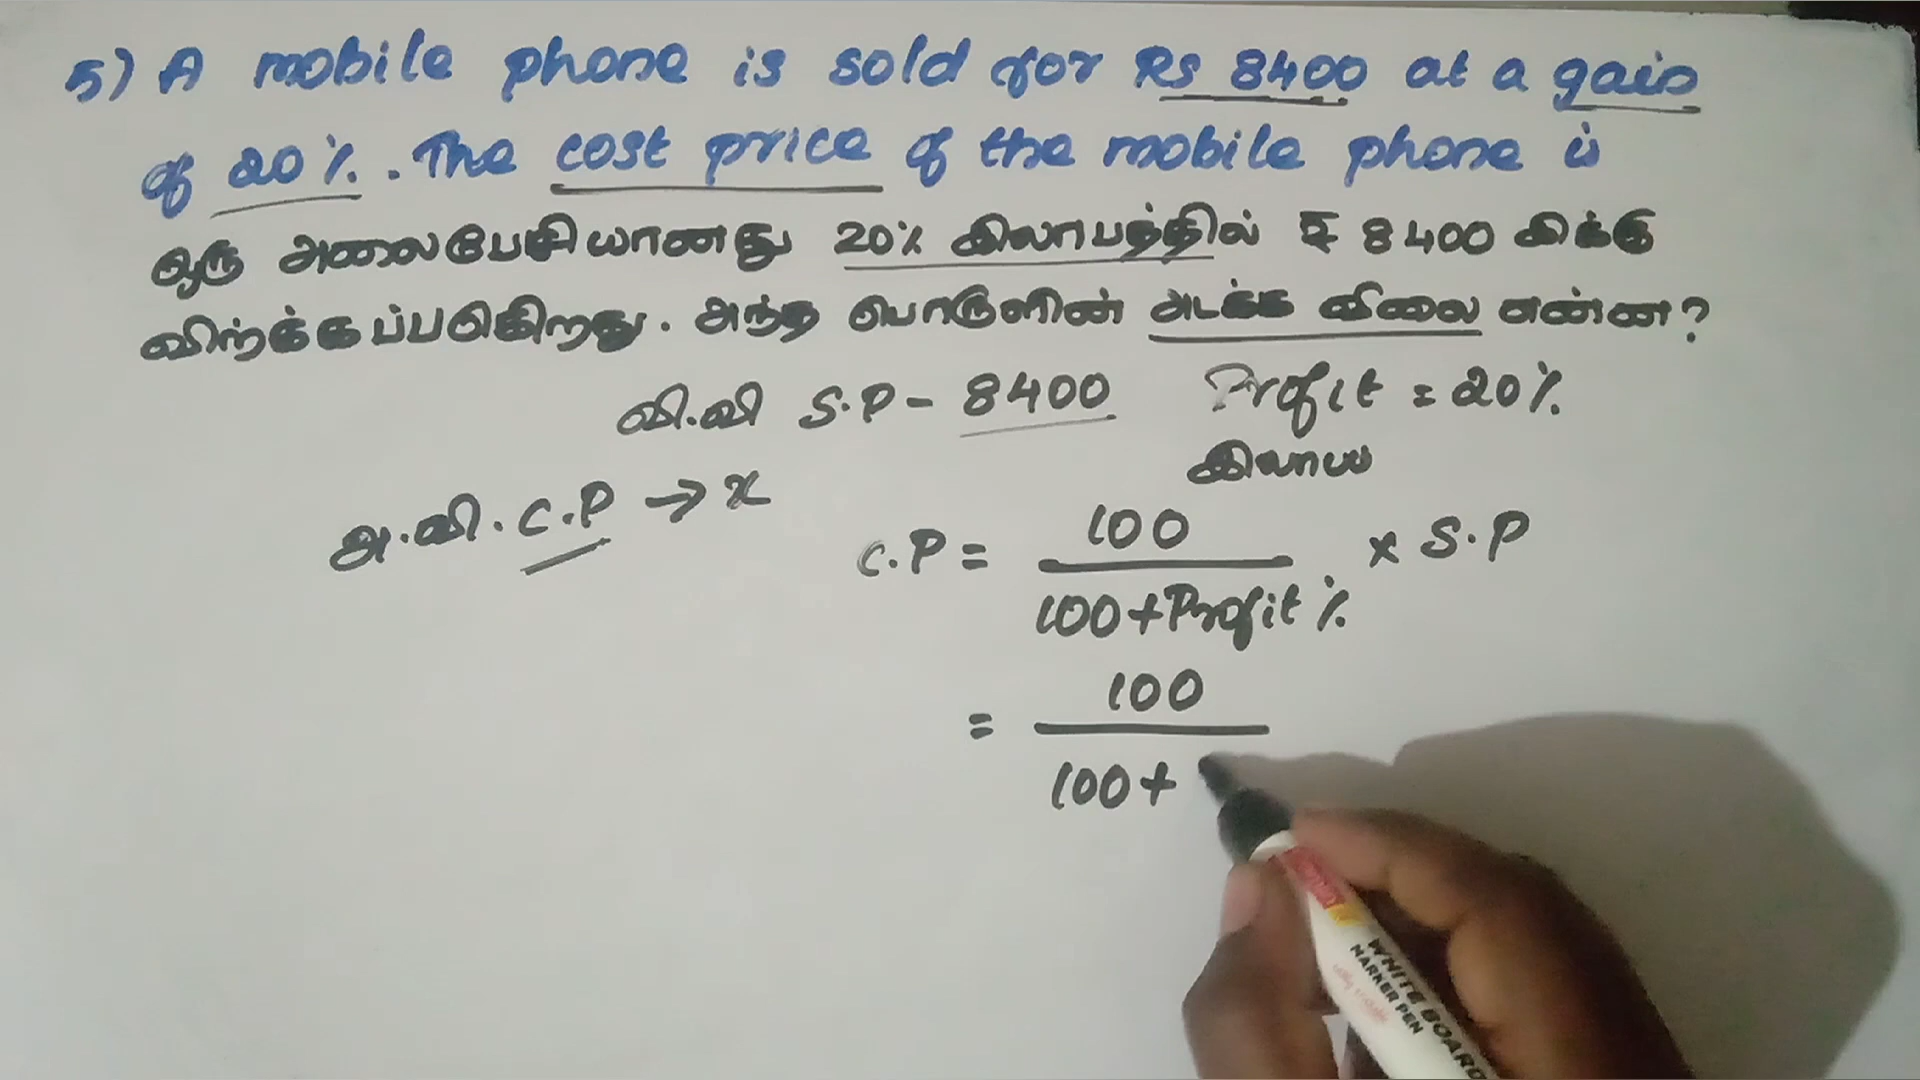 5) A mobile phone is sold for Rs 8400 at a gain
of 20%. The cost price of the mobile phone is
ஒரு அலைபேசியானது 20% இலாபத்தில் ₹ 8400 க்கு
விற்க்கப்படுகிறது. அந்த பொருளின் அடக்க விலை என்ன?
வி.வி S.P - 8400 Profit = 20%
இலாபம்
அ.வி. C.P → x
C.P = 100 / 100+Profit % × S.P
= 100 / 100+
WHITE BOARD
MARKER PEN